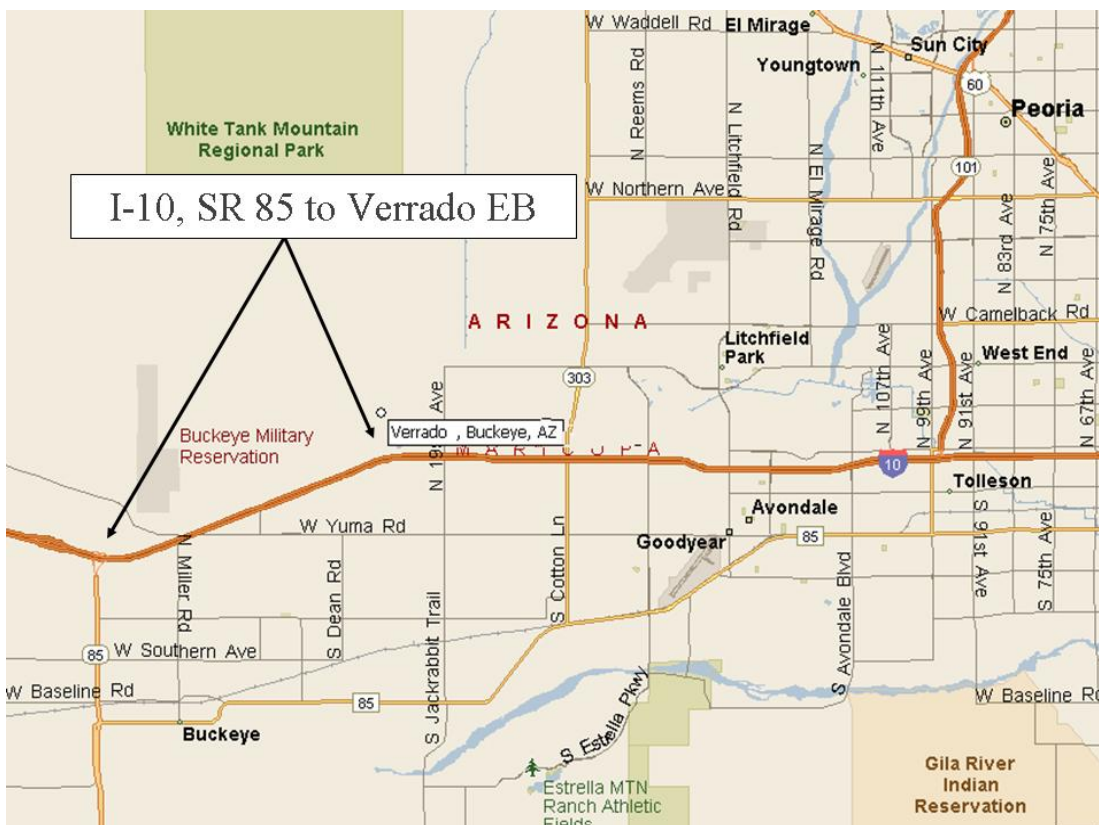 W Waddell Rd
El Mirage
Sun City
Youngtown
N 111th Ave
60
Peoria
N Reems Rd
N Litchfield Rd
N El Mirage Rd
White Tank Mountain
Regional Park
101
N 83rd Ave
N 75th Ave
W Northern Ave
I-10, SR 85 to Verrado EB
ARIZONA
W Camelback Rd
Litchfield
Park
N 107th Ave
N 99th Ave
N 91st Ave
West End
N 67th Ave
303
Verrado , Buckeye, AZ
MARICOPA
Buckeye Military
Reservation
Ave
N 19
10
Tolleson
Avondale
W Yuma Rd
Goodyear
85
S 91st Ave
S 75th Ave
N Miller Rd
S Dean Rd
S Jackrabbit Trail
S Cotton Ln
S Avondale Blvd
85
W Southern Ave
W Baseline Rd
85
W Baseline Rd
Buckeye
S Estella Pkwy
Estrella MTN
Ranch Athletic
Fields
Gila River
Indian
Reservation